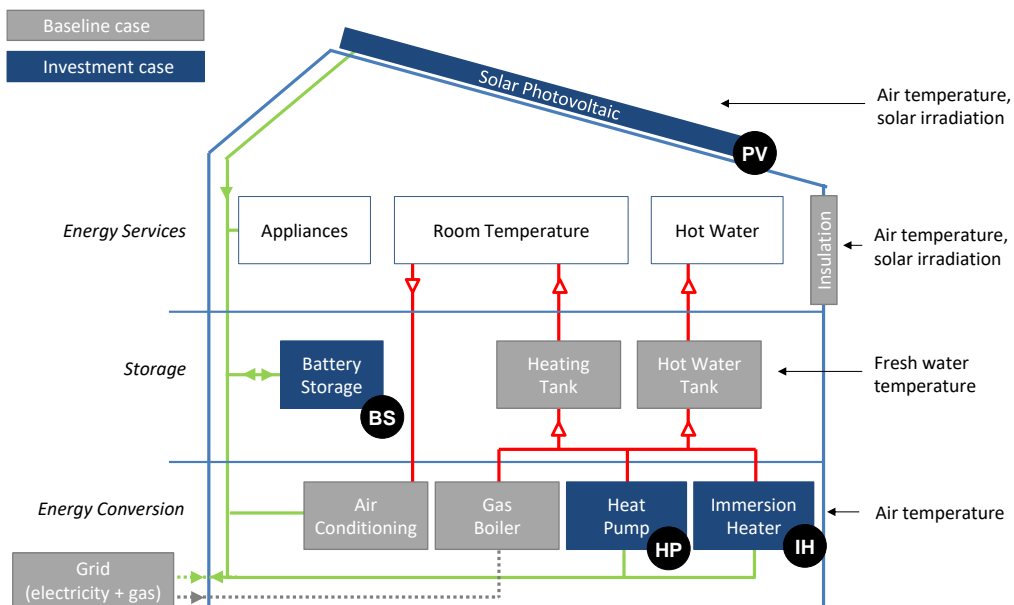 Baseline case
Investment case
Solar Photovoltaic
PV
Air temperature,
solar irradiation
Energy Services
Appliances
Room Temperature
Hot Water
Insulation
Air temperature,
solar irradiation
Storage
Battery
Storage
BS
Heating
Tank
Hot Water
Tank
Fresh water
temperature
Energy Conversion
Air
Conditioning
Gas
Boiler
Heat
Pump
HP
Immersion
Heater
IH
Air temperature
Grid
(electricity + gas)